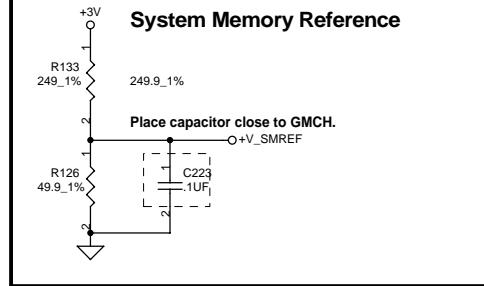 System Memory Reference
+3V
1
R133
249_1%
249.9_1%
2
Place capacitor close to GMCH.
+V_SMREF
1
R126
49.9_1%
2
1
C223
.1UF
2